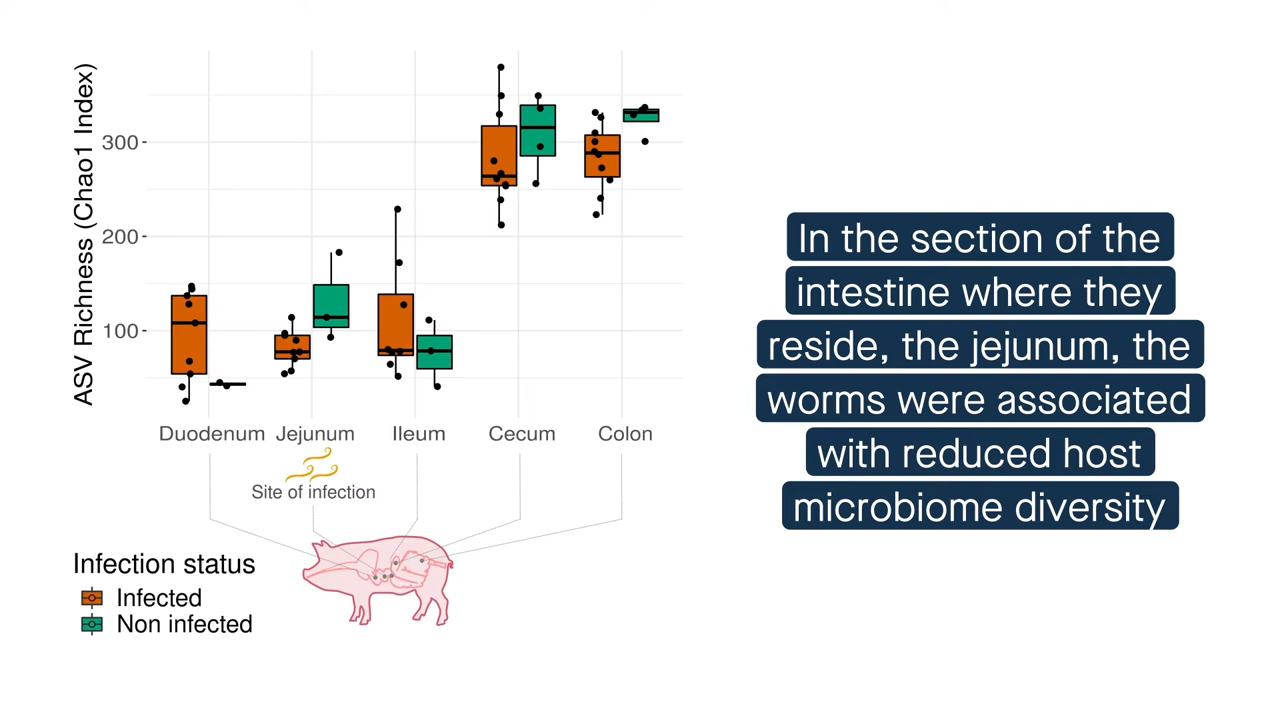 ASV Richness (Chao1 Index)
300
200
100
Duodenum Jejunum Ileum Cecum Colon
Site of infection
Infection status
Infected
Non infected
In the section of the
intestine where they
reside, the jejunum, the
worms were associated
with reduced host
microbiome diversity